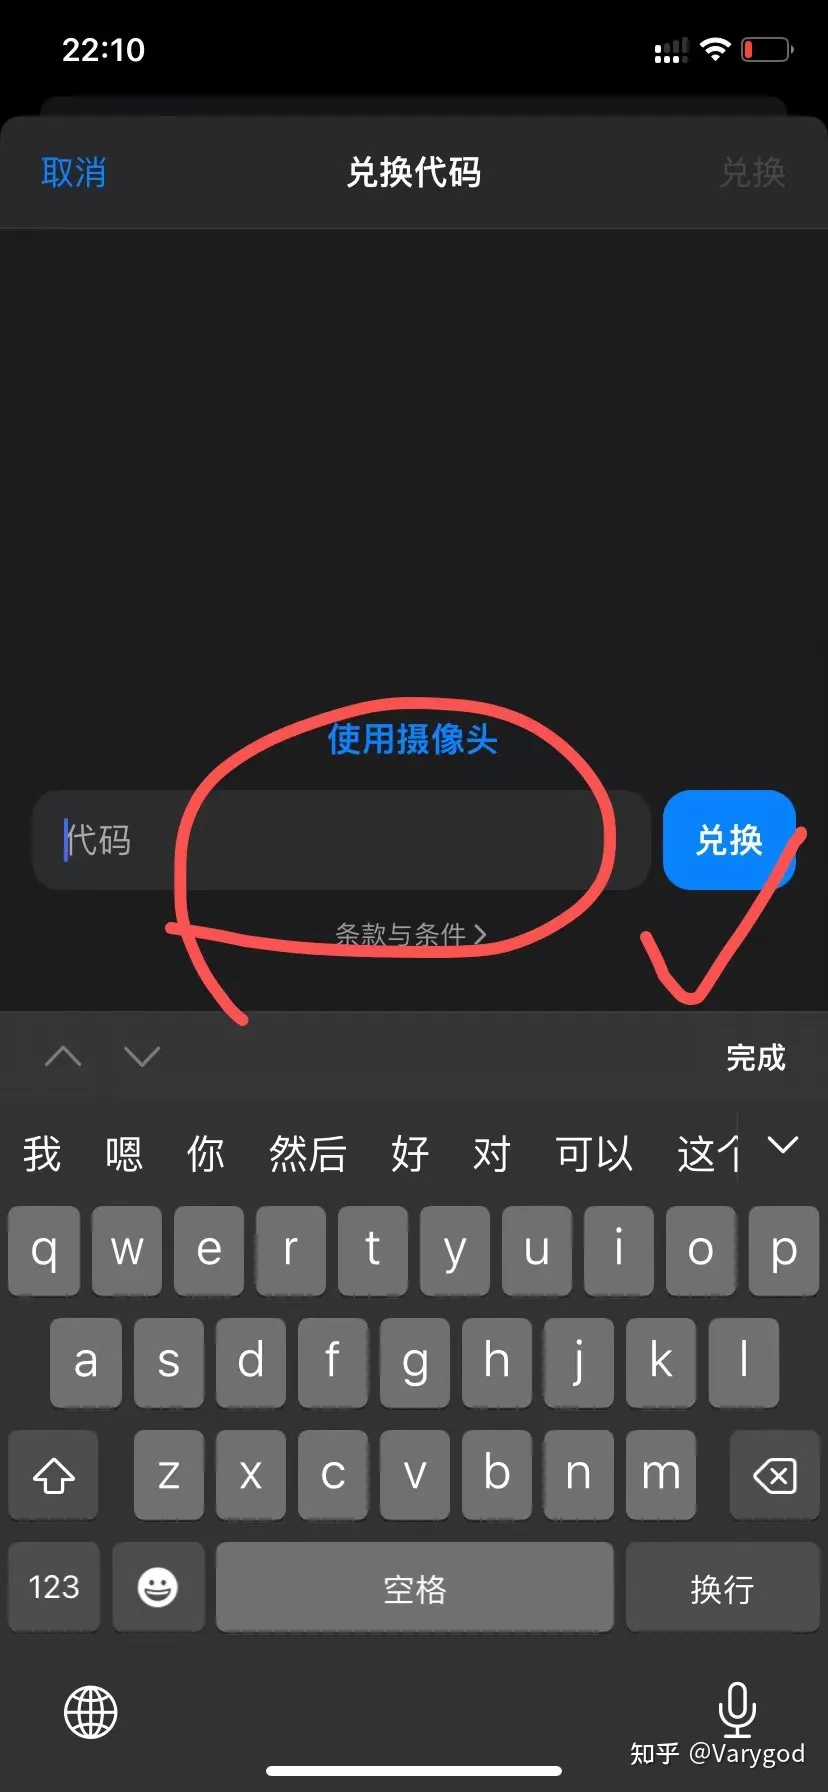 22:10
取消 兑换代码 兑换
使用摄像头
代码 兑换
条款与条件
完成
我 嗯 你 然后 好 对 可以 这个
q w e r t y u i o p
a s d f g h j k l
z x c v b n m
123 空格 换行
知乎 @Varygod